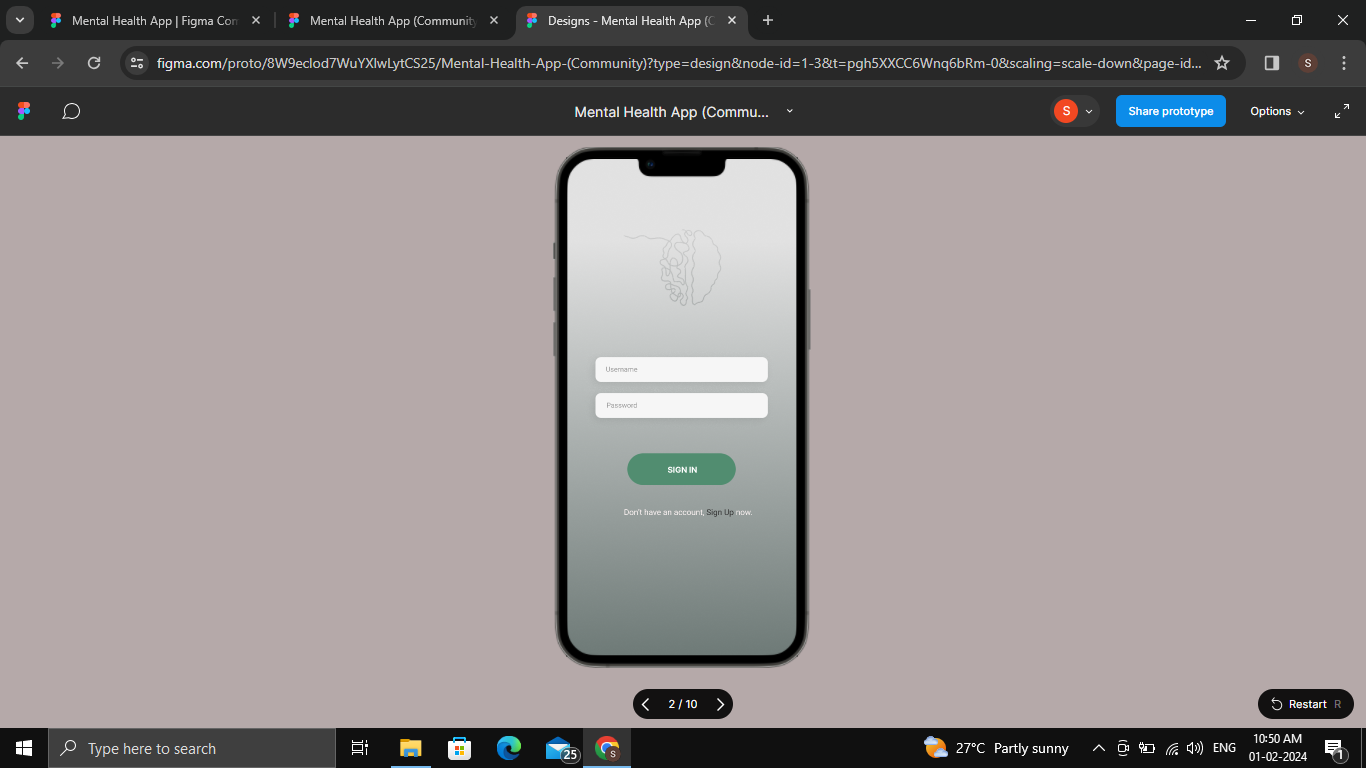 Mental Health App | Figma Con
Mental Health App (Community
Designs - Mental Health App (C
figma.com/proto/8W9eclod7WuYXlwLytCS25/Mental-Health-App-(Community)?type=design&node-id=1-3&t=pgh5XXCC6Wnq6bRm-0&scaling=scale-down&page-id...
S
Mental Health App (Commu...
S
Share prototype
Options
Username
Password
SIGN IN
Don't have an account, Sign Up now.
2 / 10
Restart R
Type here to search
25
S
27°C Partly sunny
ENG
10:50 AM
01-02-2024
1